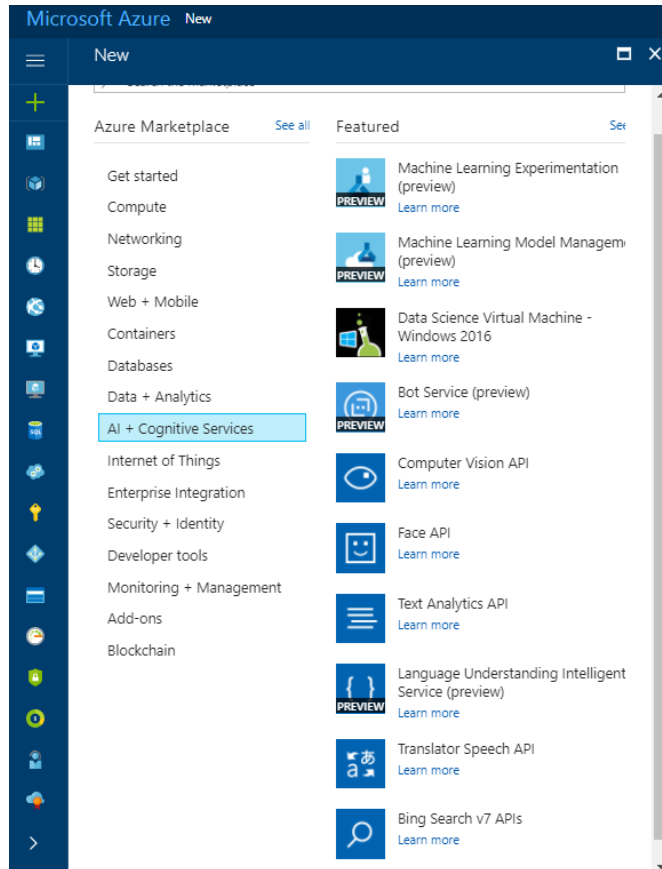 Microsoft Azure New
New
Azure Marketplace See all
Featured
Get started
Compute
Networking
Storage
Web + Mobile
Containers
Databases
Data + Analytics
AI + Cognitive Services
Internet of Things
Enterprise Integration
Security + Identity
Developer tools
Monitoring + Management
Add-ons
Blockchain
Machine Learning Experimentation
(preview)
Learn more
PREVIEW
Machine Learning Model Managem
(preview)
Learn more
PREVIEW
Data Science Virtual Machine -
Windows 2016
Learn more
Bot Service (preview)
Learn more
PREVIEW
Computer Vision API
Learn more
Face API
Learn more
Text Analytics API
Learn more
Language Understanding Intelligent
Service (preview)
Learn more
{ }
PREVIEW
Translator Speech API
Learn more
あ
a
Bing Search v7 APIs
Learn more
SQL